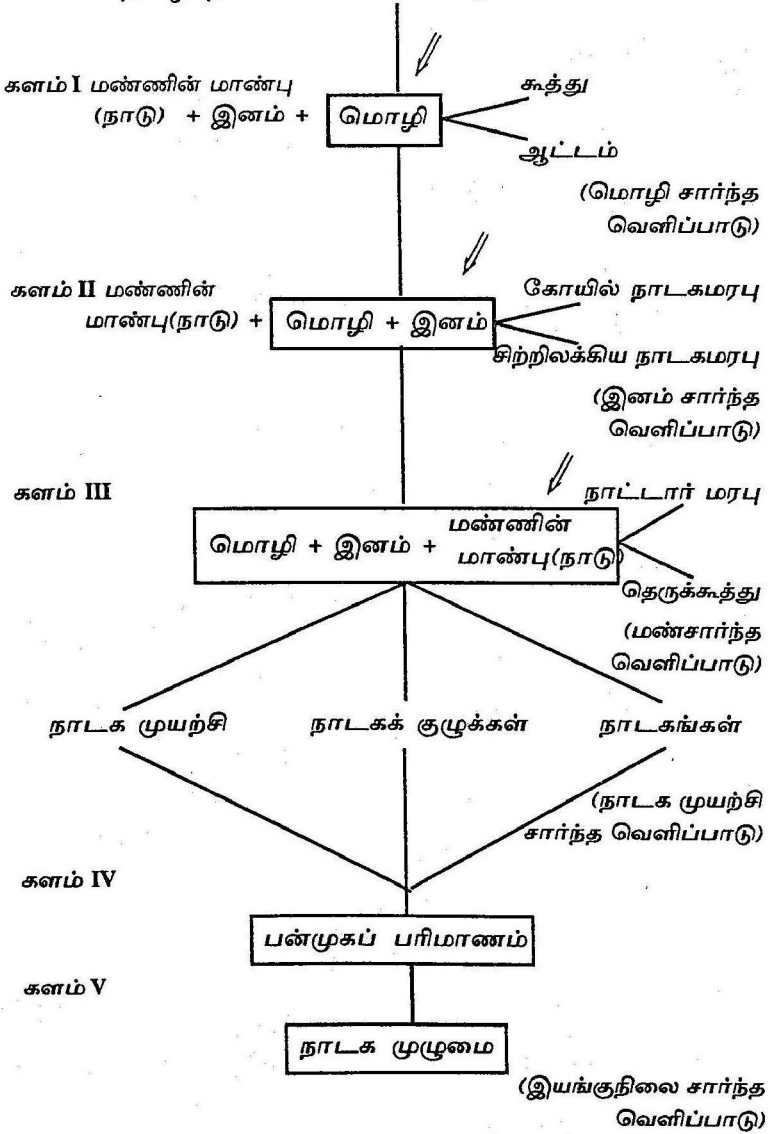 களம் I மண்ணின் மாண்பு
(நாடு) + இனம் + மொழி
கூத்து
ஆட்டம்
(மொழி சார்ந்த
வெளிப்பாடு)
களம் II மண்ணின்
மாண்பு(நாடு) + மொழி + இனம்
கோயில் நாடகமரபு
சிற்றிலக்கிய நாடகமரபு
(இனம் சார்ந்த
வெளிப்பாடு)
களம் III
நாட்டார் மரபு
மொழி + இனம் + மண்ணின்
மாண்பு(நாடு)
தெருக்கூத்து
(மண்சார்ந்த
வெளிப்பாடு)
நாடக முயற்சி நாடகக் குழுக்கள் நாடகங்கள்
(நாடக முயற்சி
சார்ந்த வெளிப்பாடு)
களம் IV
பன்முகப் பரிமாணம்
களம் V
நாடக முழுமை
(இயங்குநிலை சார்ந்த
வெளிப்பாடு)